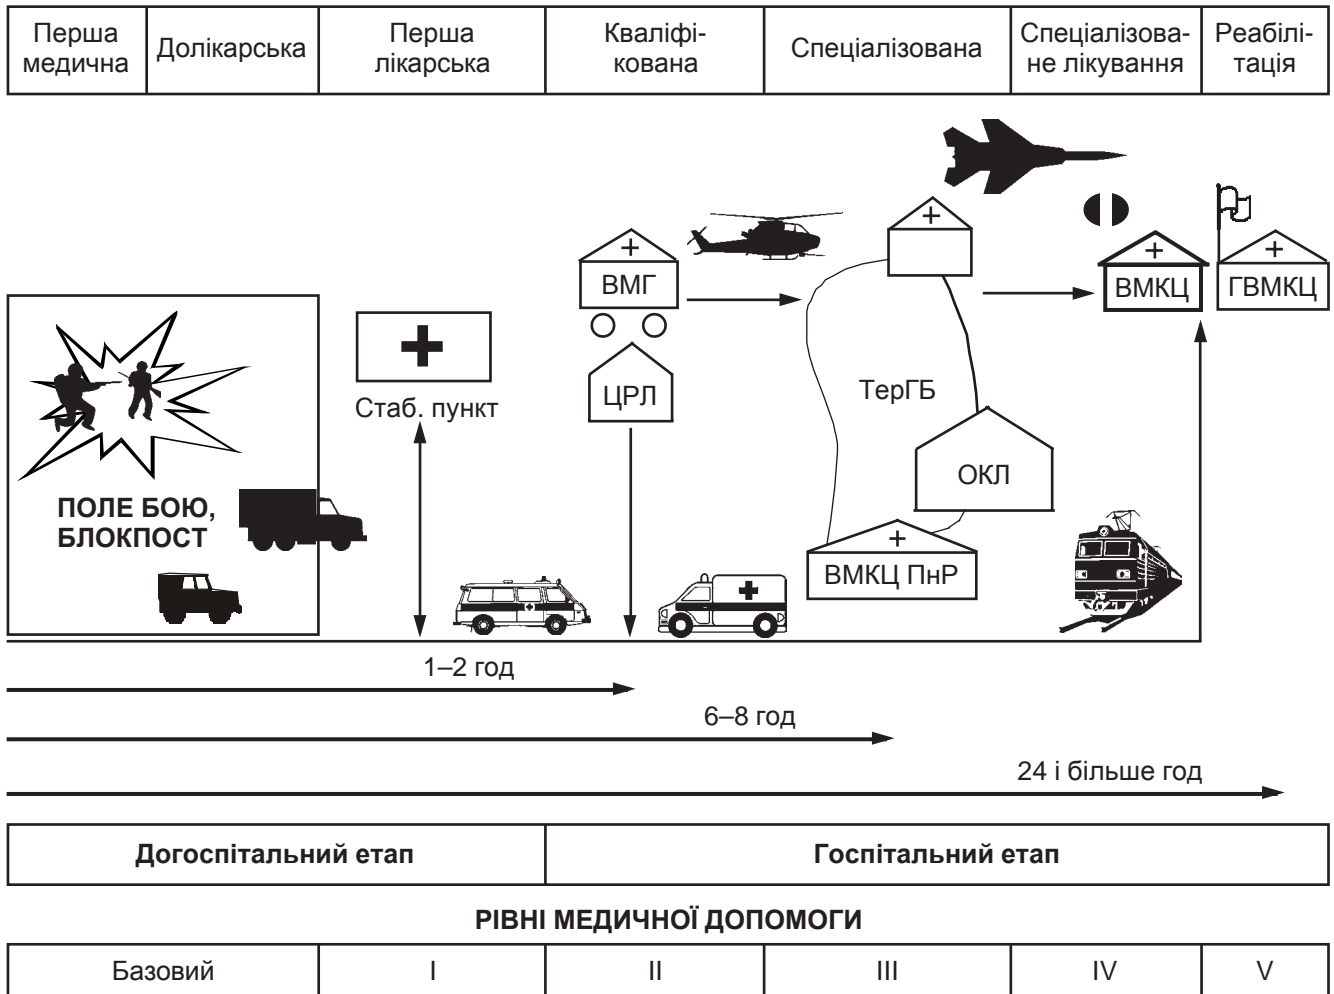 Перша
медична
Долікарська
Перша
лікарська
Кваліфі-
кована
Спеціалізована
Спеціалізова-
не лікування
Реабілі-
тація
ВМГ
ЦРЛ
ВМКЦ
ГВМКЦ
Стаб. пункт
ТерГБ
ОКЛ
ПОЛЕ БОЮ,
БЛОКПОСТ
ВМКЦ ПнР
1–2 год
6–8 год
24 і більше год
Догоспітальний етап
Госпітальний етап
РІВНІ МЕДИЧНОЇ ДОПОМОГИ
Базовий
I
II
III
IV
V